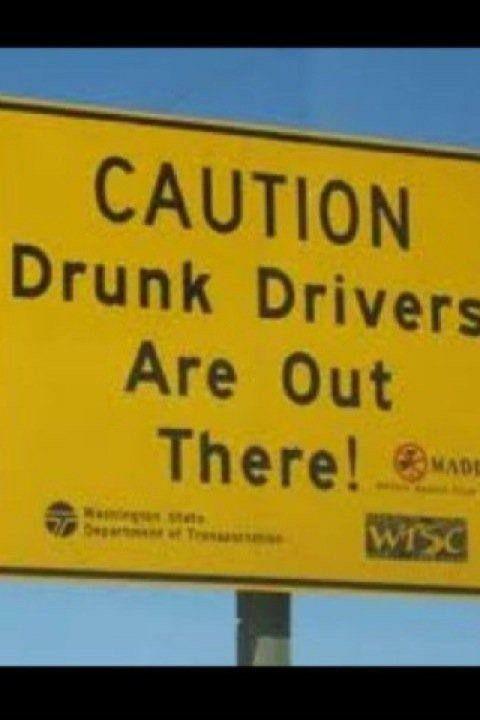 CAUTION
Drunk Drivers
Are Out
There!
MADD
Washington State
Department of Transportation
WTSC